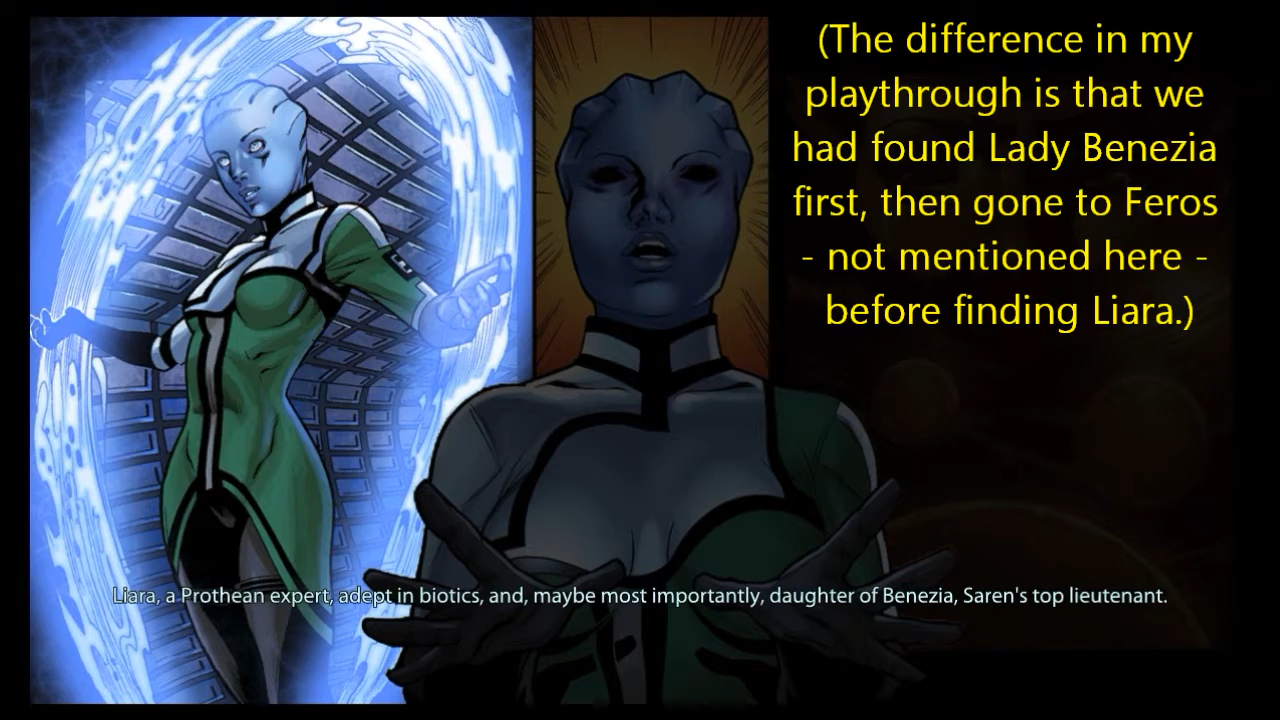 (The difference in my
playthrough is that we
had found Lady Benezia
first, then gone to Feros
- not mentioned here -
before finding Liara.)
Liara, a Prothean expert, adept in biotics, and, maybe most importantly, daughter of Benezia, Saren's top lieutenant.